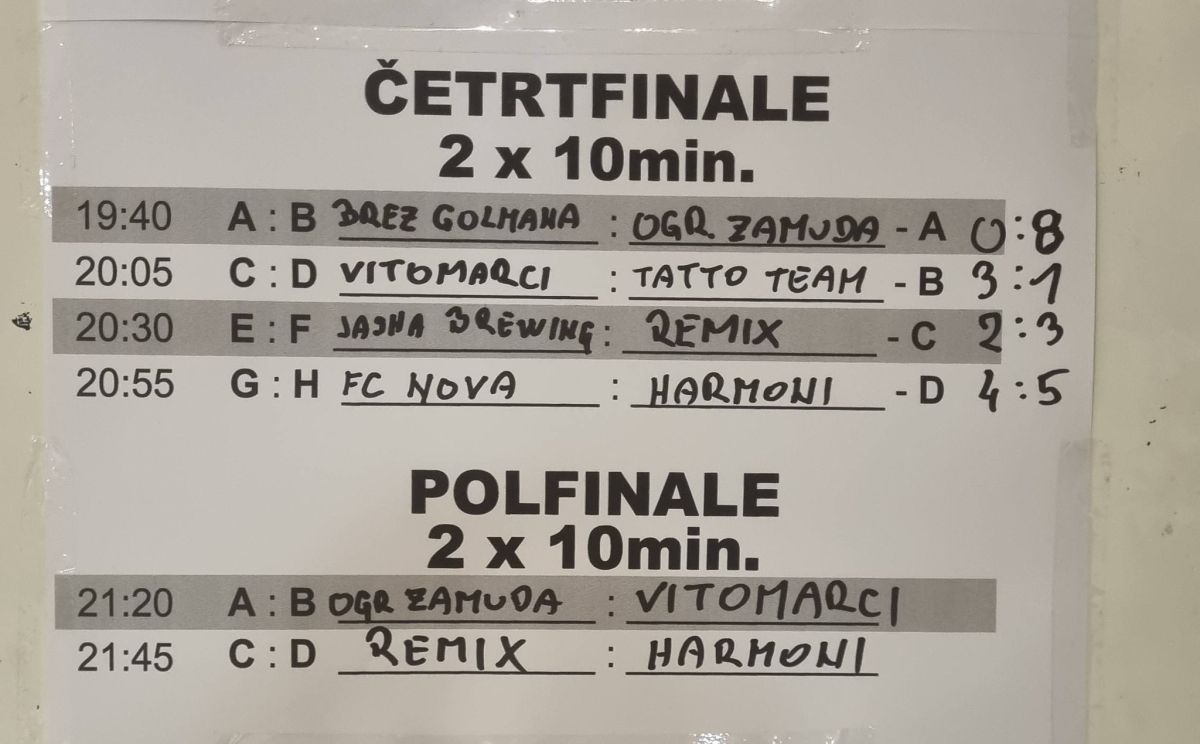 ČETRTFINALE
2 x 10min.
19:40 A : B BREZ GOLMANA : OGR. ZAMUDA - A 0:8
20:05 C : D VITOMARCI : TATTO TEAM - B 3:1
20:30 E : F JASHA BREWING : REMIX - C 2:3
20:55 G : H FC NOVA : HARMONI - D 4:5
POLFINALE
2 x 10min.
21:20 A : B OGR ZAMUDA : VITOMARCI
21:45 C : D REMIX : HARMONI